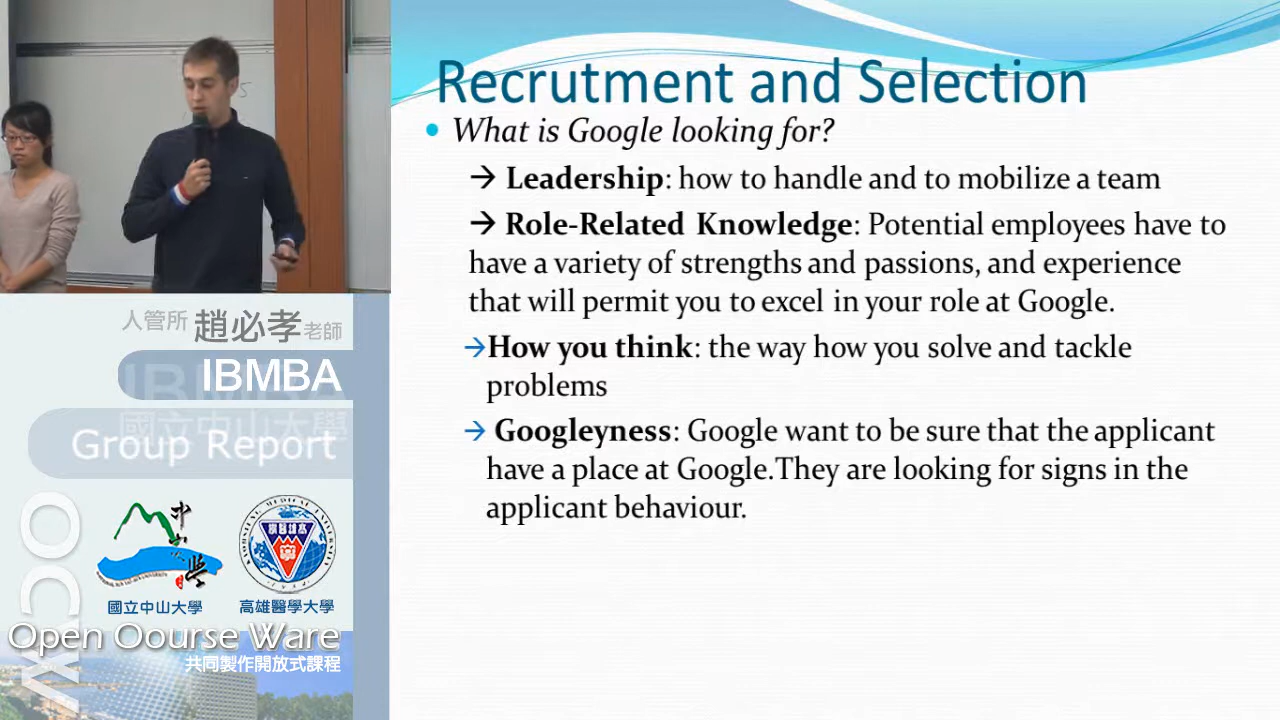 Recrutment and Selection
• What is Google looking for?
→ Leadership: how to handle and to mobilize a team
→ Role-Related Knowledge: Potential employees have to
have a variety of strengths and passions, and experience
that will permit you to excel in your role at Google.
→How you think: the way how you solve and tackle
problems
→ Googleyness: Google want to be sure that the applicant
have a place at Google.They are looking for signs in the
applicant behaviour.
人管所 趙必孝老師
IBMBA
國立中山大學
Group Report
OCW
中山大學
國立中山大學
高雄醫學大學
Open Oourse Ware
共同製作開放式課程